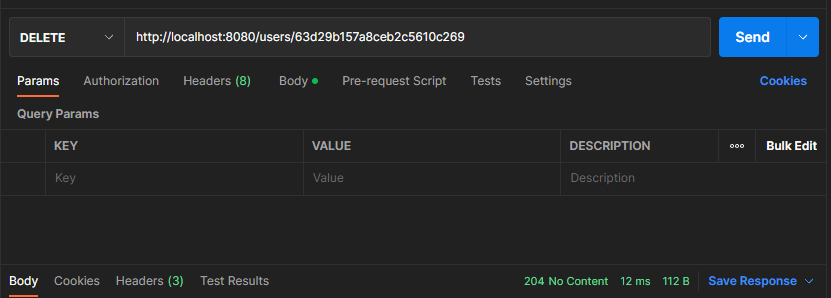 DELETE http://localhost:8080/users/63d29b157a8ceb2c5610c269 Send
Params Authorization Headers (8) Body Pre-request Script Tests Settings Cookies
Query Params
KEY VALUE DESCRIPTION ooo Bulk Edit
Key Value Description
Body Cookies Headers (3) Test Results 204 No Content 12 ms 112 B Save Response